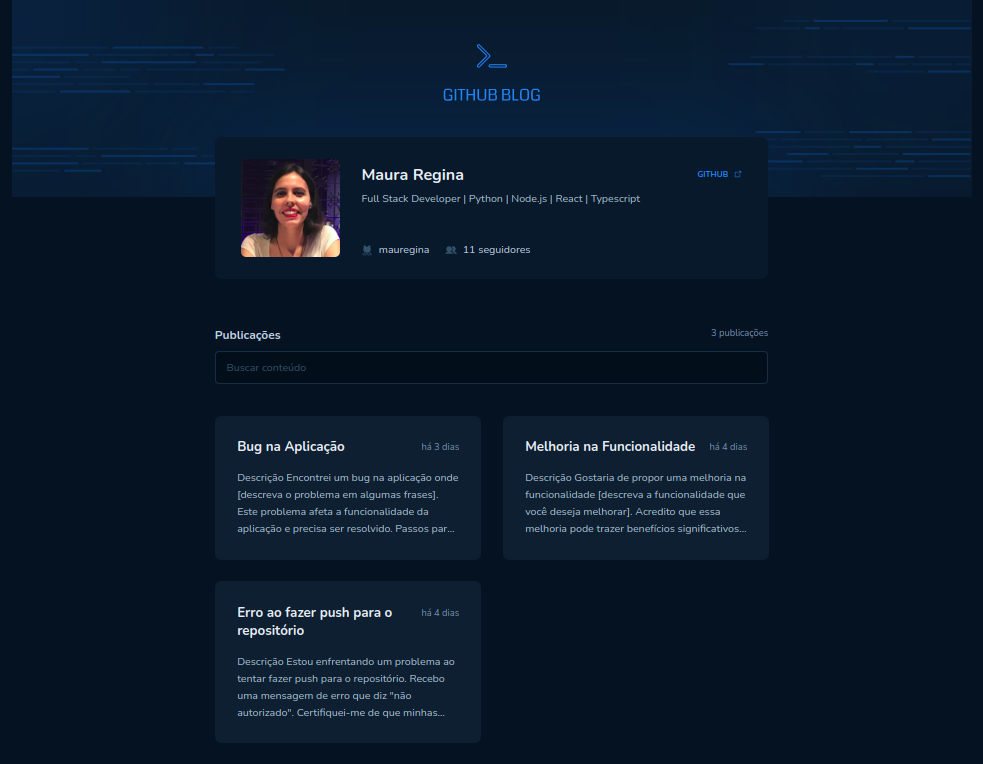 GITHUB BLOG
Maura Regina
GITHUB
Full Stack Developer | Python | Node.js | React | Typescript
mauregina
11 seguidores
Publicações
3 publicações
Buscar conteúdo
Bug na Aplicação
há 3 dias
Descrição Encontrei um bug na aplicação onde
[descreva o problema em algumas frases].
Este problema afeta a funcionalidade da
aplicação e precisa ser resolvido. Passos par...
Melhoria na Funcionalidade
há 4 dias
Descrição Gostaria de propor uma melhoria na
funcionalidade [descreva a funcionalidade que
você deseja melhorar]. Acredito que essa
melhoria pode trazer benefícios significativos...
Erro ao fazer push para o
repositório
há 4 dias
Descrição Estou enfrentando um problema ao
tentar fazer push para o repositório. Recebo
uma mensagem de erro que diz "não
autorizado". Certifiquei-me de que minhas...